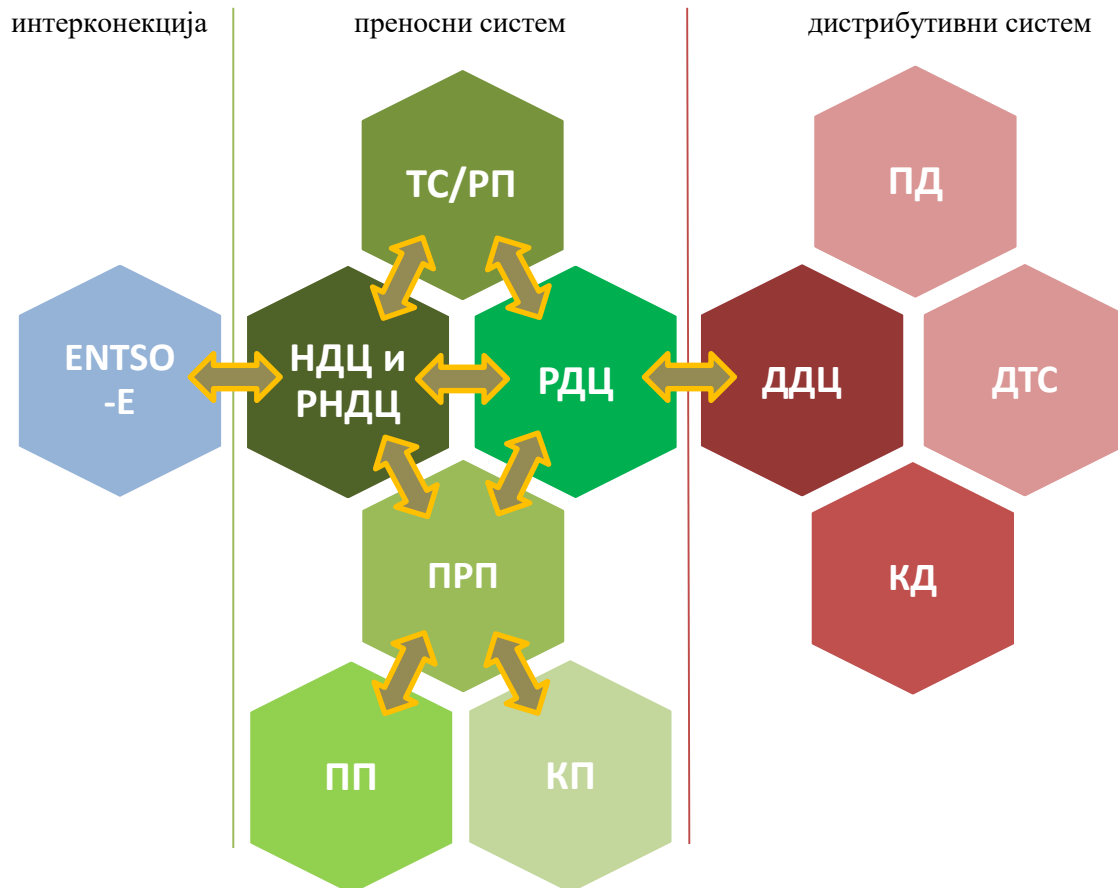 интерконекција
преносни систем
дистрибутивни систем
ТС/РП
ПД
ENTSO
-E
НДЦ и
РНДЦ
РДЦ
ДДЦ
ДТС
ПРП
КД
ПП
КП